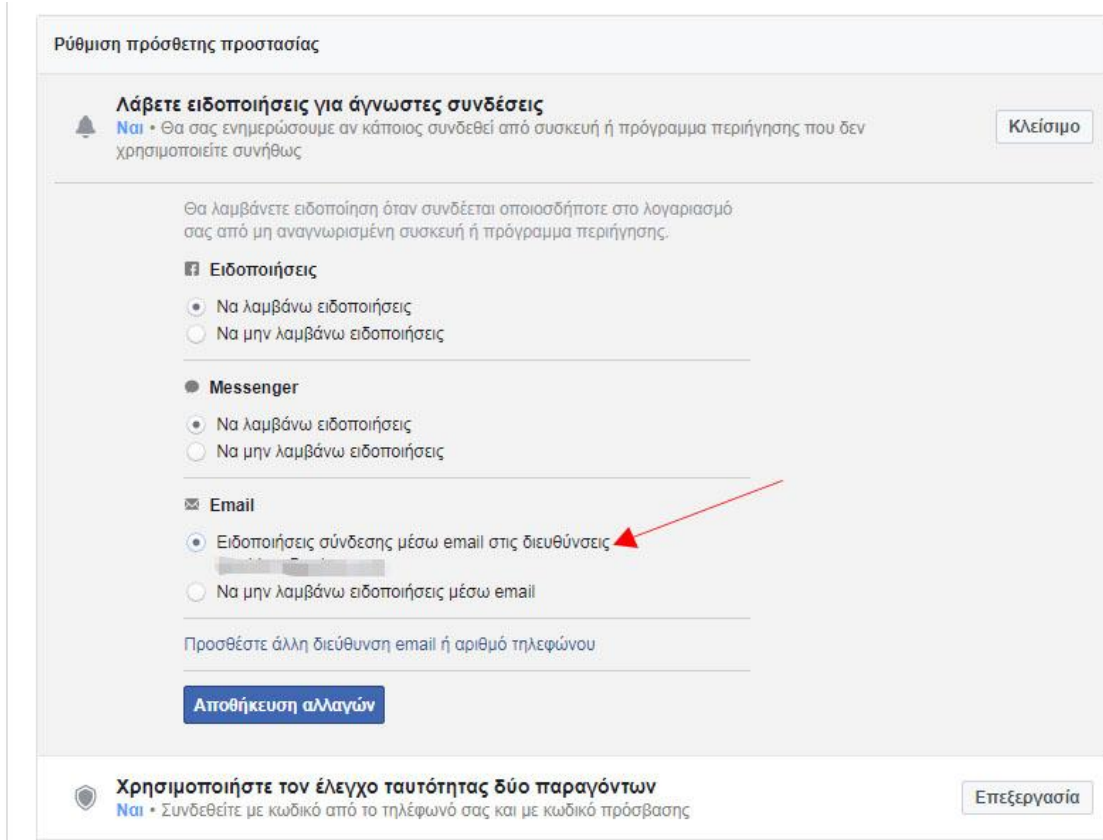 Ρύθμιση πρόσθετης προστασίας
Λάβετε ειδοποιήσεις για άγνωστες συνδέσεις
Ναι • Θα σας ενημερώσουμε αν κάποιος συνδεθεί από συσκευή ή πρόγραμμα περιήγησης που δεν
χρησιμοποιείτε συνήθως
Κλείσιμο
Θα λαμβάνετε ειδοποίηση όταν συνδέεται οποιοσδήποτε στο λογαριασμό
σας από μη αναγνωρισμένη συσκευή ή πρόγραμμα περιήγησης.
Ειδοποιήσεις
Να λαμβάνω ειδοποιήσεις
Να μην λαμβάνω ειδοποιήσεις
Messenger
Να λαμβάνω ειδοποιήσεις
Να μην λαμβάνω ειδοποιήσεις
Email
Ειδοποιήσεις σύνδεσης μέσω email στις διευθύνσεις
Να μην λαμβάνω ειδοποιήσεις μέσω email
Προσθέστε άλλη διεύθυνση email ή αριθμό τηλεφώνου
Αποθήκευση αλλαγών
Χρησιμοποιήστε τον έλεγχο ταυτότητας δύο παραγόντων
Ναι • Συνδεθείτε με κωδικό από το τηλέφωνό σας και με κωδικό πρόσβασης
Επεξεργασία